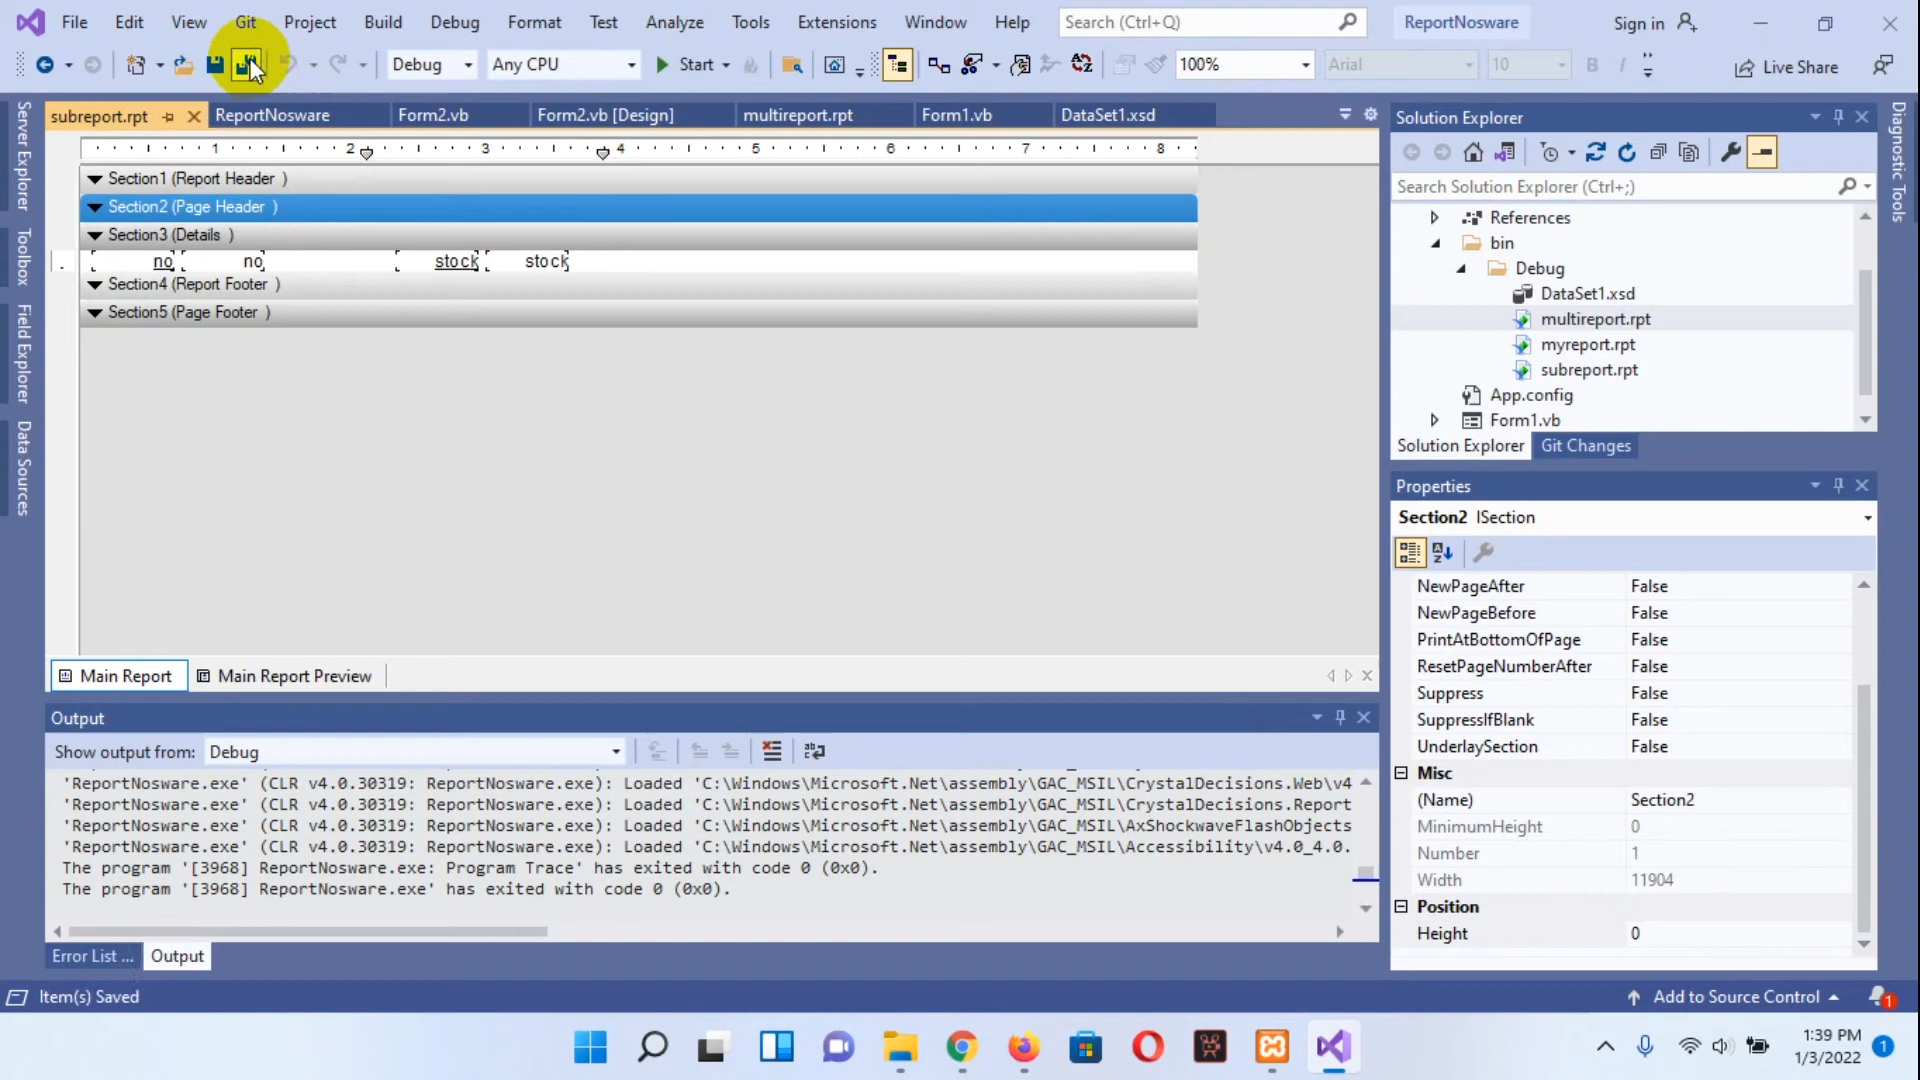 File Edit View Git Project Build Debug Format Test Analyze Tools Extensions Window Help Search (Ctrl+Q) ReportNosware Sign in
Debug Any CPU Start 100% Arial 10 B I Live Share
subreport.rpt ReportNosware Form2.vb Form2.vb [Design] multireport.rpt Form1.vb DataSet1.xsd
1 2 3 4 5 6 7 8
Section1 (Report Header )
Section2 (Page Header )
Section3 (Details )
no no stock stock
Section4 (Report Footer )
Section5 (Page Footer )
Main Report Main Report Preview
Server Explorer
Toolbox
Field Explorer
Data Sources
Output
Show output from: Debug
'ReportNosware.exe' (CLR v4.0.30319: ReportNosware.exe): Loaded 'C:\Windows\Microsoft.Net\assembly\GAC_MSIL\CrystalDecisions.Web\v4
'ReportNosware.exe' (CLR v4.0.30319: ReportNosware.exe): Loaded 'C:\Windows\Microsoft.Net\assembly\GAC_MSIL\CrystalDecisions.Report
'ReportNosware.exe' (CLR v4.0.30319: ReportNosware.exe): Loaded 'C:\Windows\Microsoft.Net\assembly\GAC_MSIL\AxShockwaveFlashObjects
'ReportNosware.exe' (CLR v4.0.30319: ReportNosware.exe): Loaded 'C:\Windows\Microsoft.Net\assembly\GAC_MSIL\Accessibility\v4.0_4.0.
The program '[3968] ReportNosware.exe: Program Trace' has exited with code 0 (0x0).
The program '[3968] ReportNosware.exe' has exited with code 0 (0x0).
Error List ... Output
Solution Explorer
Search Solution Explorer (Ctrl+;)
References
bin
Debug
DataSet1.xsd
multireport.rpt
myreport.rpt
subreport.rpt
App.config
Form1.vb
Solution Explorer Git Changes
Properties
Section2 ISection
NewPageAfter False
NewPageBefore False
PrintAtBottomOfPage False
ResetPageNumberAfter False
Suppress False
SuppressIfBlank False
UnderlaySection False
Misc
(Name) Section2
MinimumHeight 0
Number 1
Width 11904
Position
Height 0
Diagnostic Tools
Item(s) Saved Add to Source Control 1
1:39 PM
1/3/2022 1